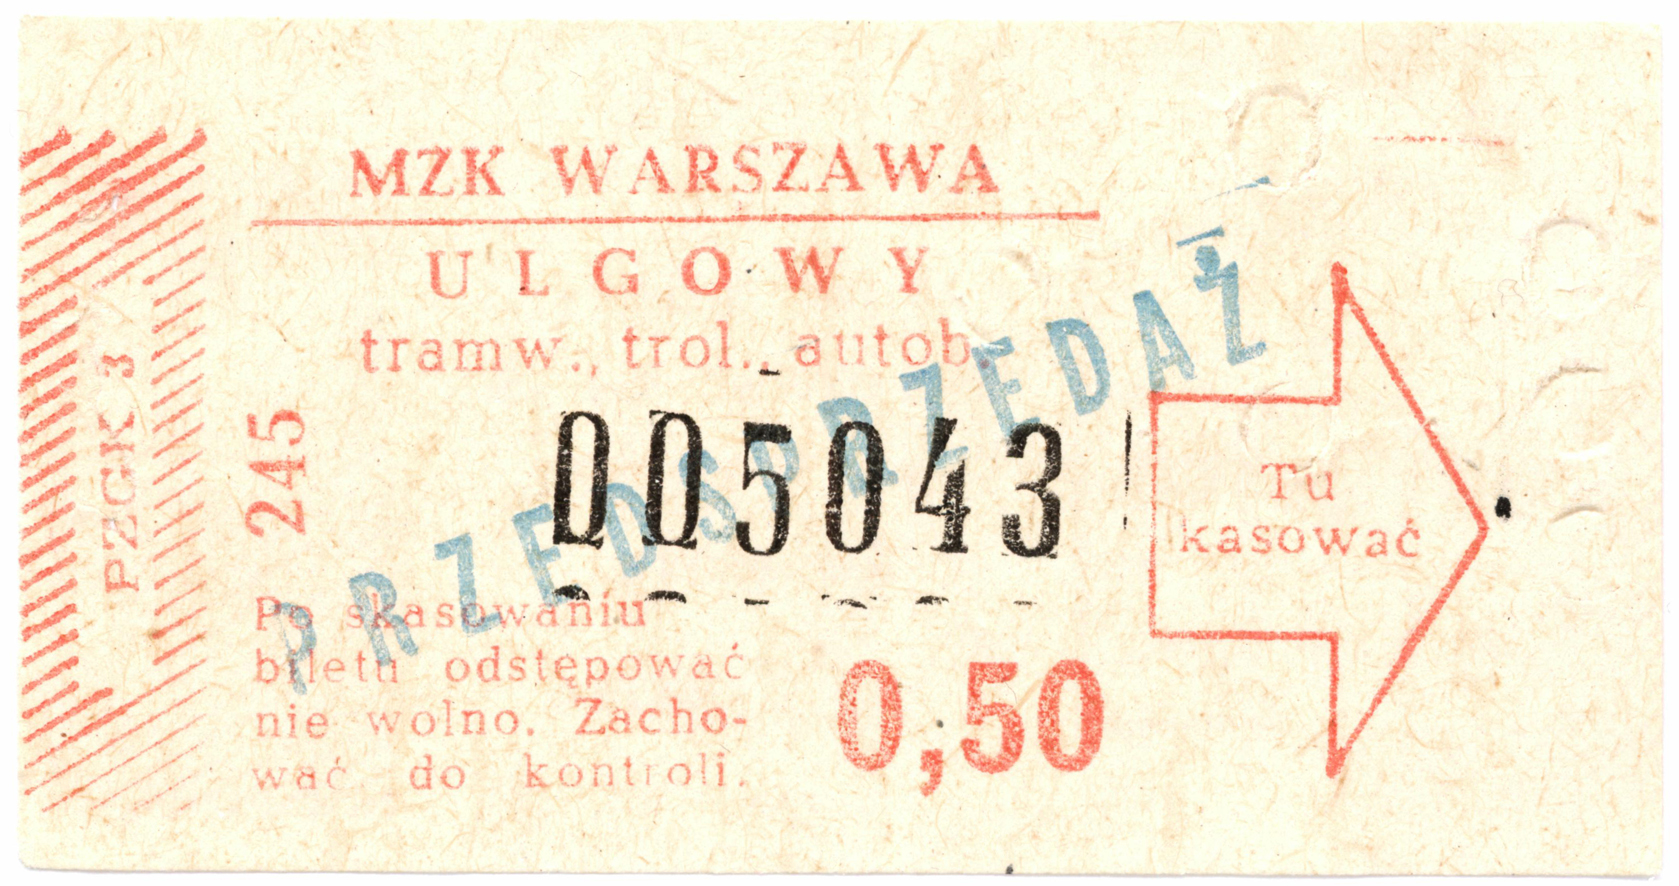 MZK WARSZAWA
ULGOWY
tramw., trol., autob.
PRZEDSPRZEDAŻ
PZGK 3
245
005043
Tu
kasować
Po skasowaniu
biletu odstępować
nie wolno. Zacho-
wać do kontroli.
0,50